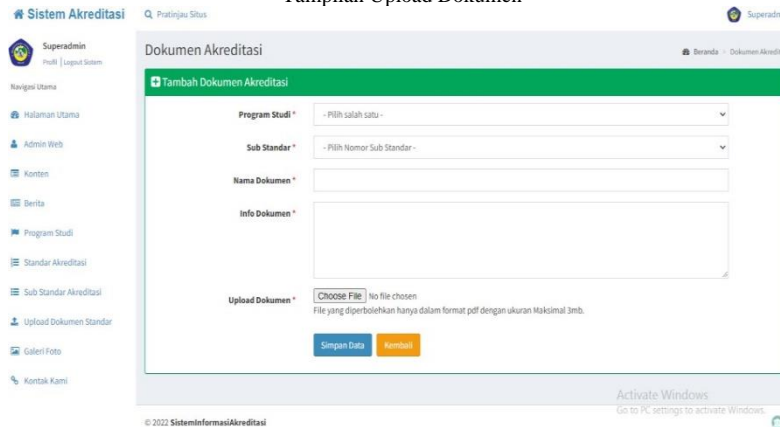 Tampilan Upload Dokumen
Sistem Akreditasi
Pratinjau Situs
Superadm
Superadmin
Profil | Logout Sistem
Dokumen Akreditasi
Beranda > Dokumen Akredit
Navigasi Utama
Tambah Dokumen Akreditasi
Halaman Utama
Admin Web
Konten
Berita
Program Studi
Standar Akreditasi
Sub Standar Akreditasi
Upload Dokumen Standar
Galeri Foto
Kontak Kami
Program Studi * - Pilih salah satu -
Sub Standar * - Pilih Nomor Sub Standar -
Nama Dokumen *
Info Dokumen *
Upload Dokumen * Choose File No file chosen
File yang diperbolehkan hanya dalam format pdf dengan ukuran Maksimal 3mb.
Simpan Data Kembali
Activate Windows
Go to PC settings to activate Windows.
© 2022 SistemInformasiAkreditasi